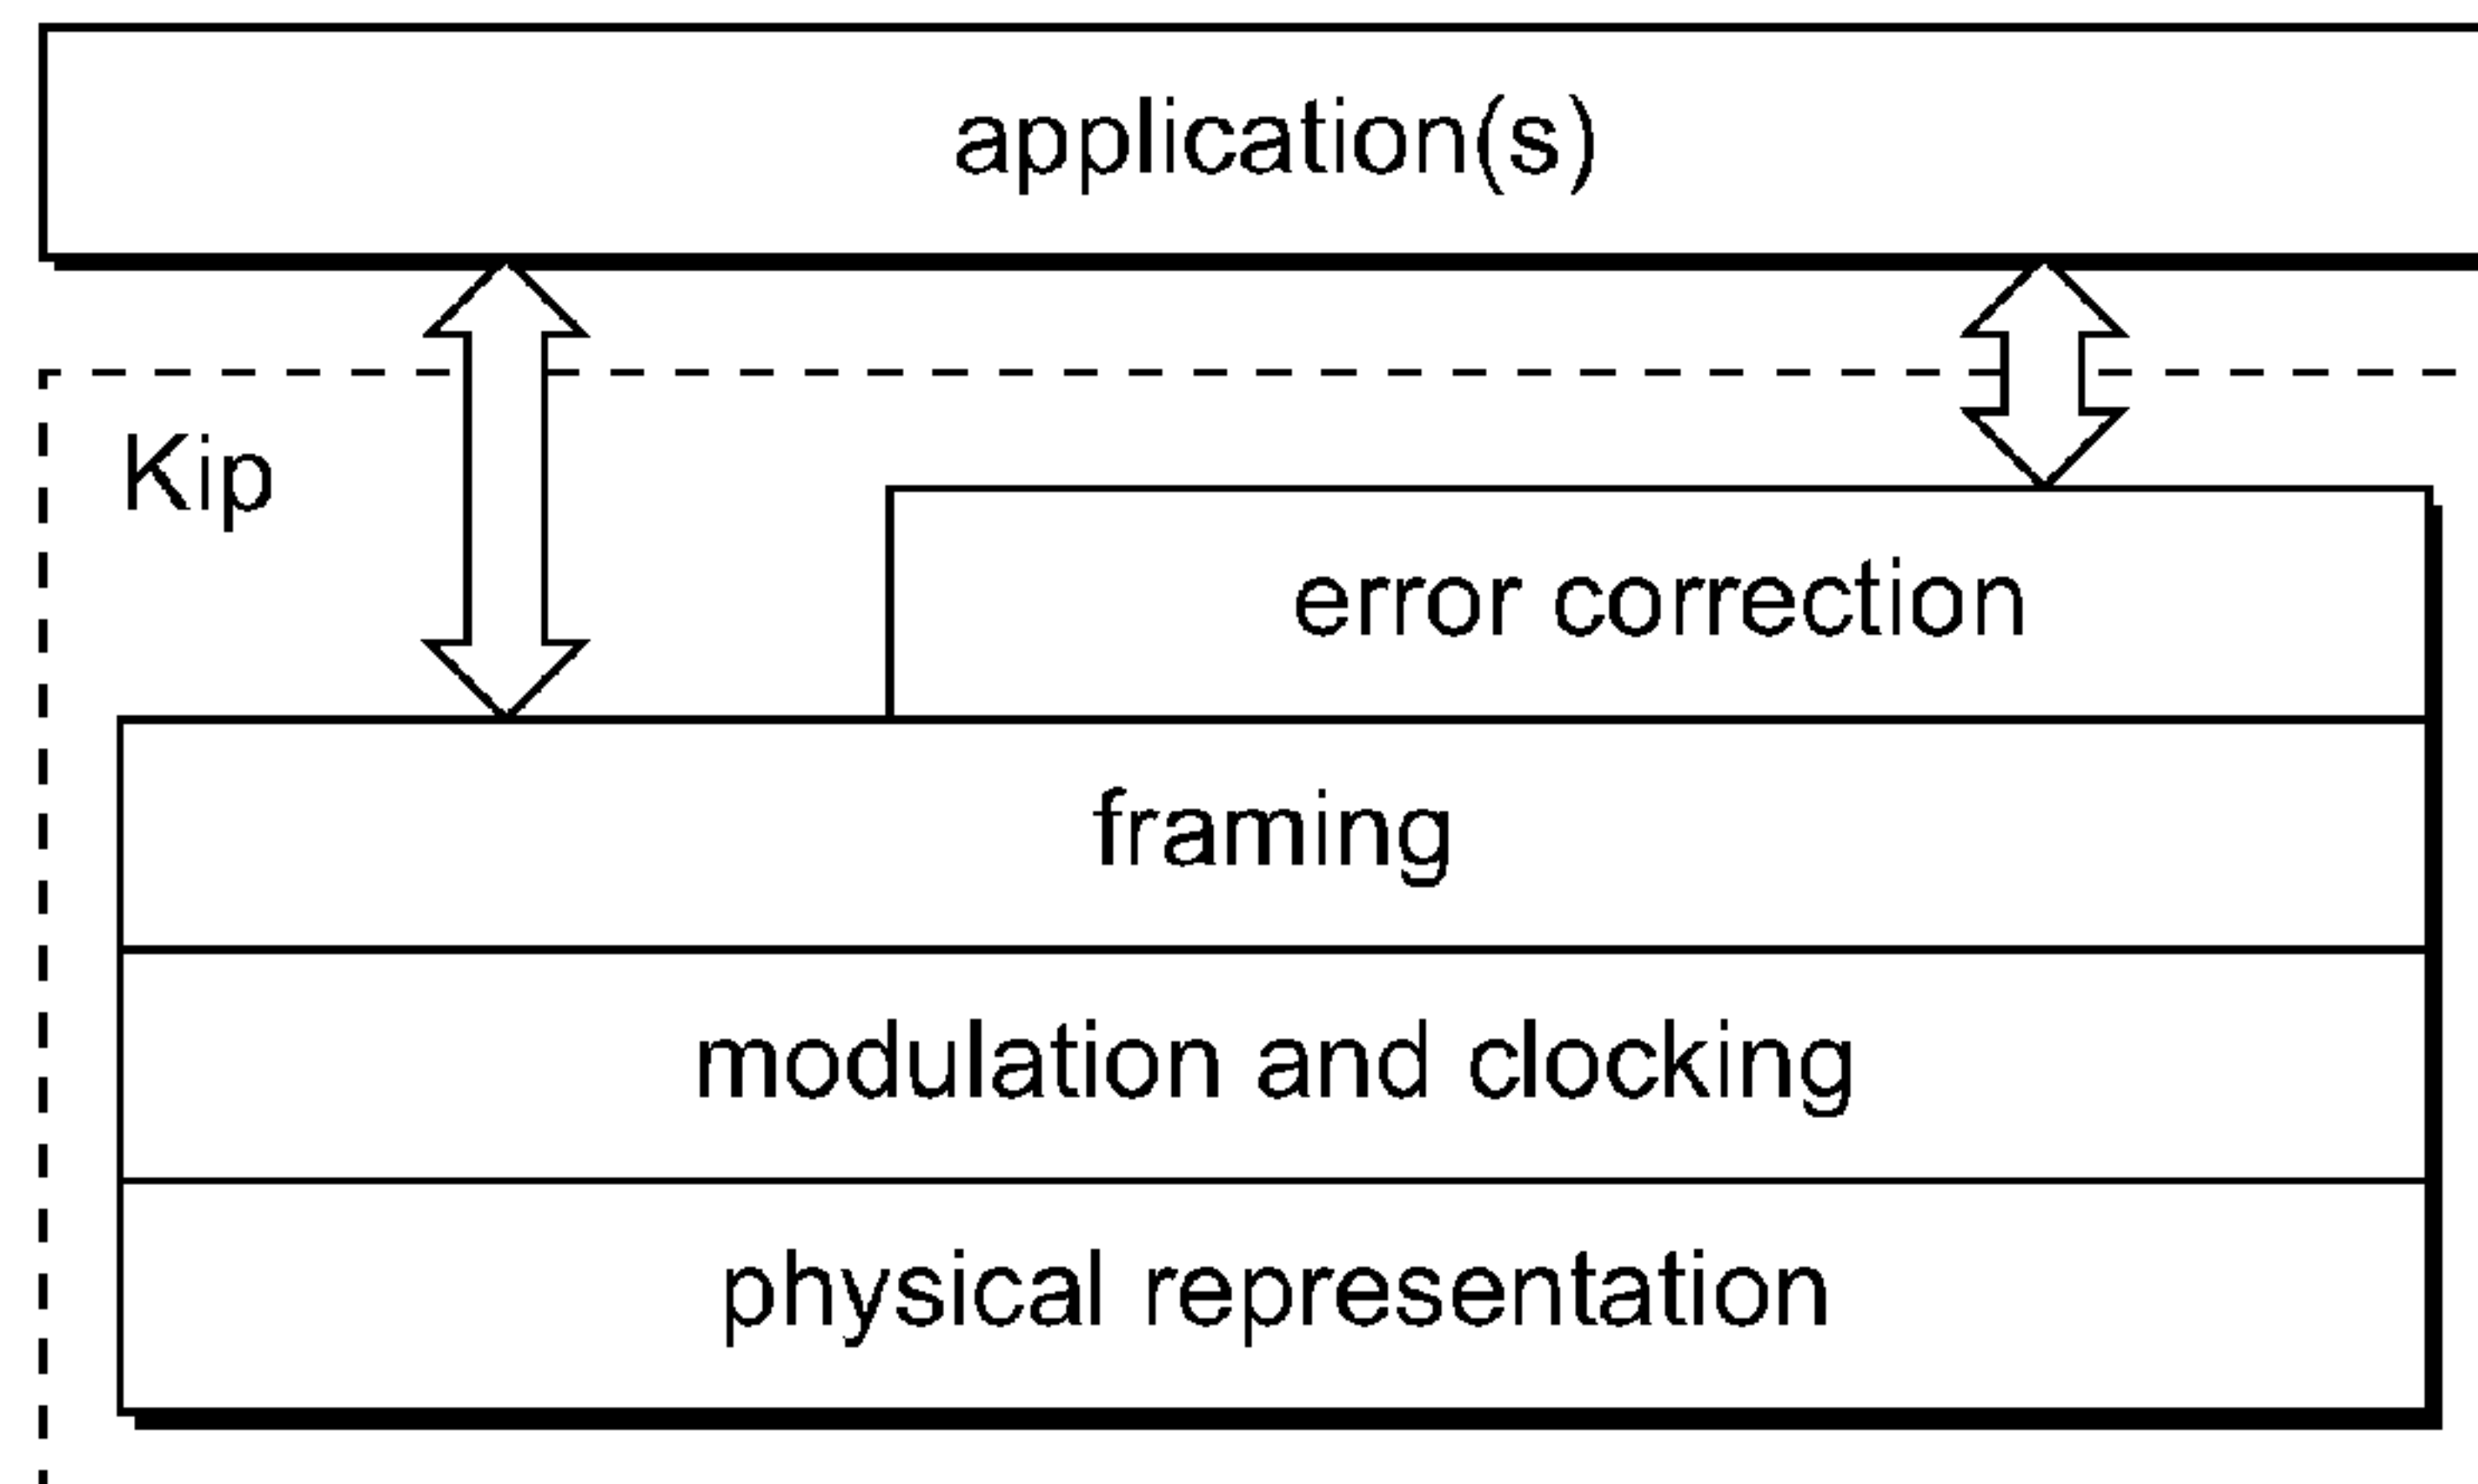 application(s)
Kip
error correction
framing
modulation and clocking
physical representation